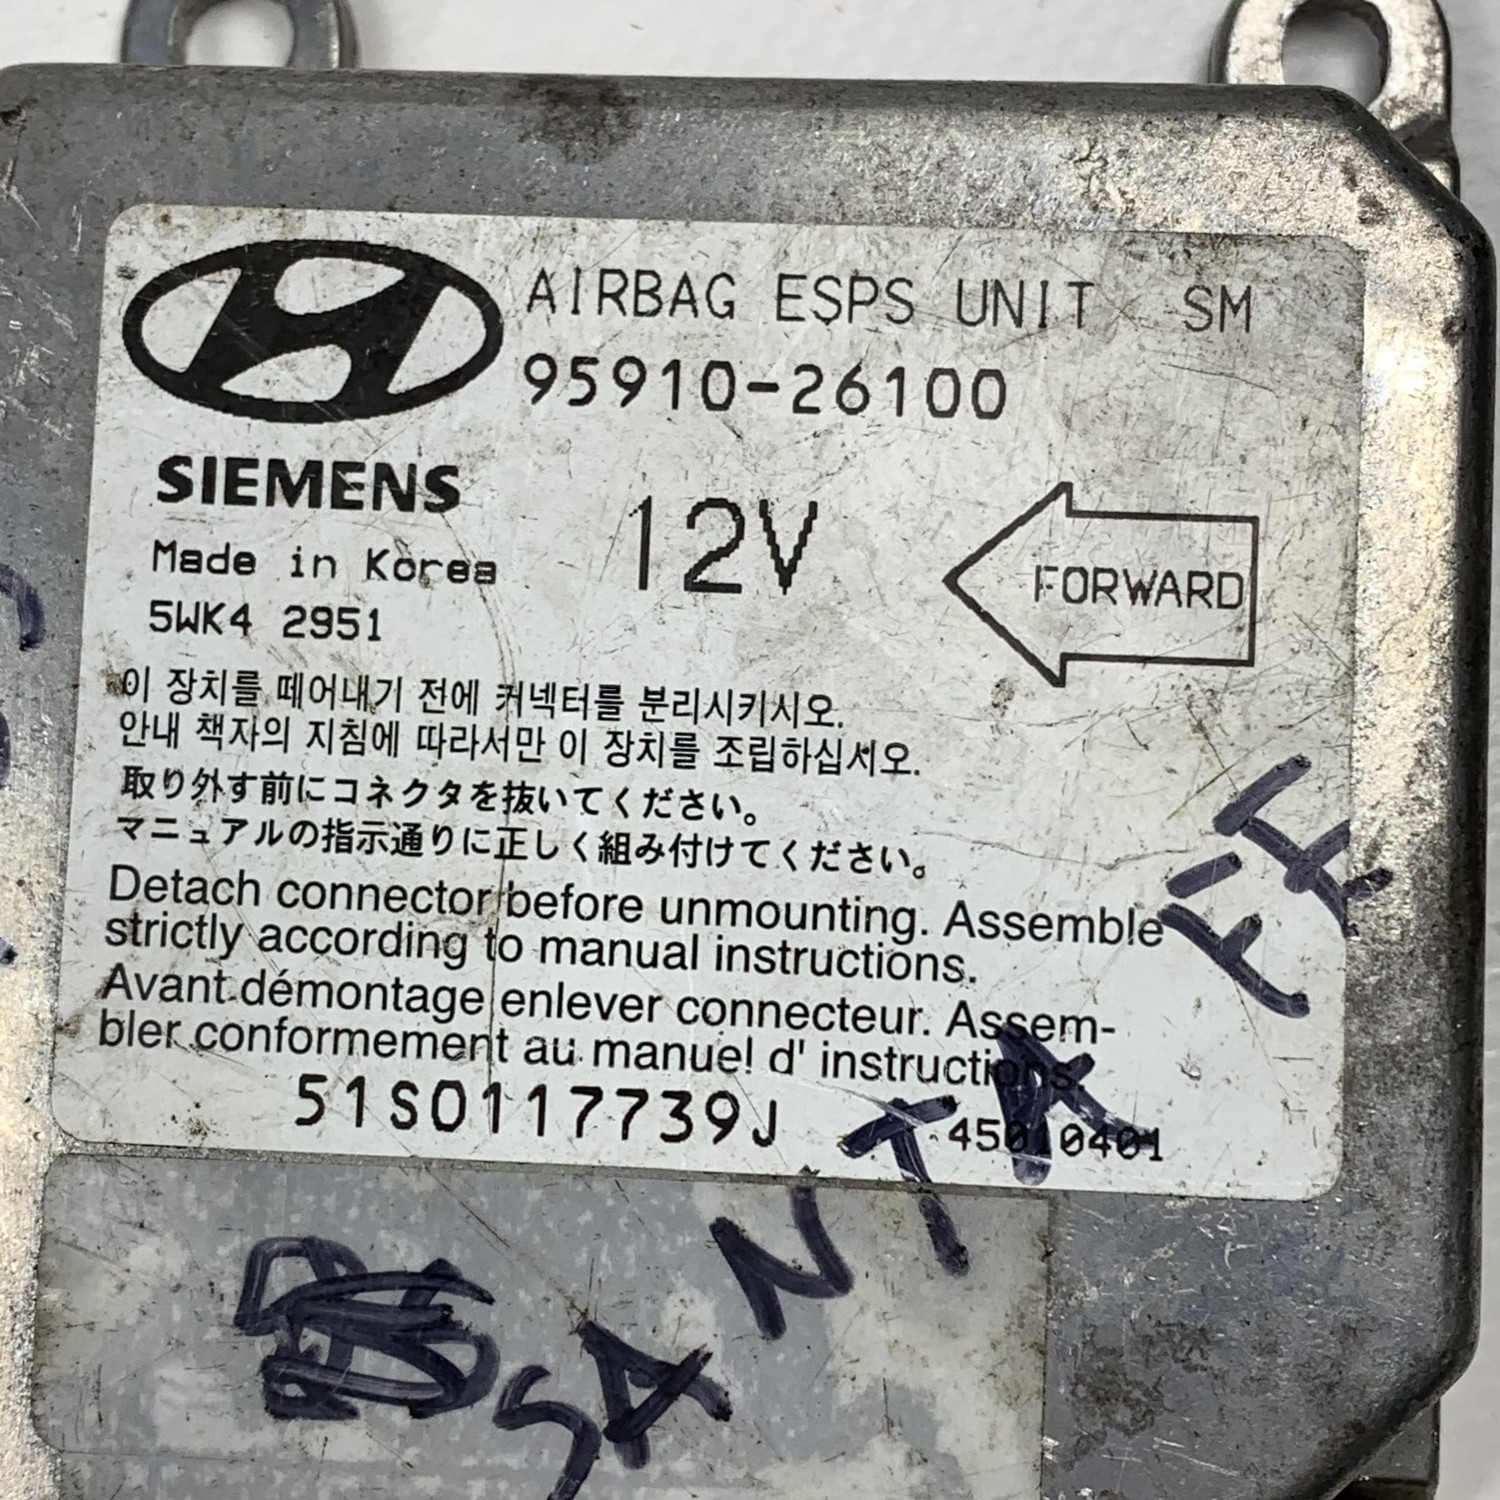 AIRBAG ESPS UNIT SM
95910-26100
SIEMENS
12V
FORWARD
Made in Korea
5WK4 2951
이 장치를 떼어내기 전에 커넥터를 분리시키시오.
안내 책자의 지침에 따라서만 이 장치를 조립하십시오.
取り外す前にコネクタを抜いてください。
マニュアルの指示通りに正しく組み付けてください。
Detach connector before unmounting. Assemble
strictly according to manual instructions.
Avant démontage enlever connecteur. Assem-
bler conformement au manuel d' instructions.
51S0117739J
45010401
SANTA
FE